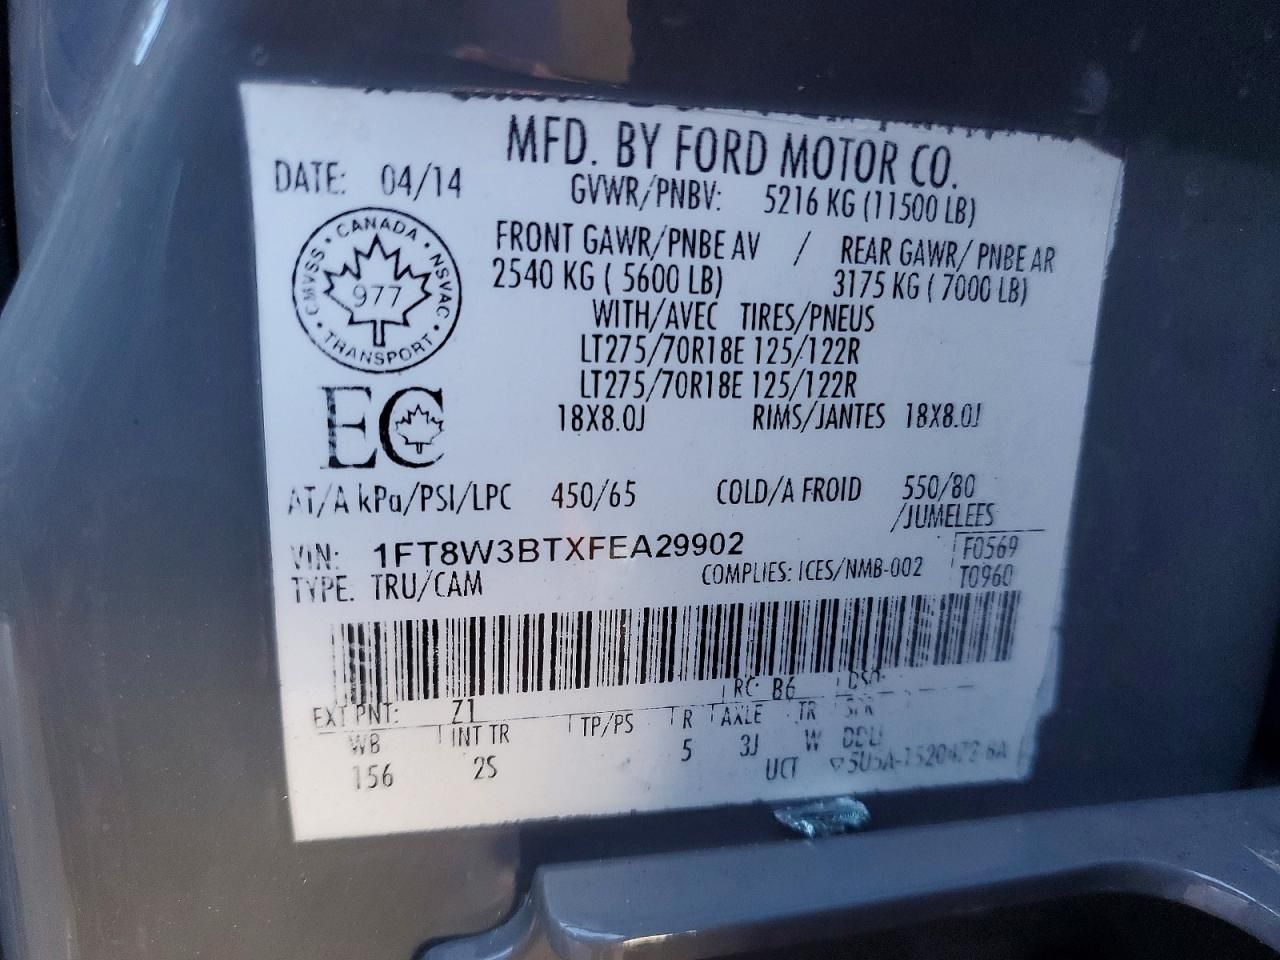 MFD. BY FORD MOTOR CO.
DATE: 04/14 GVWR/PNBV: 5216 KG (11500 LB)
FRONT GAWR/PNBE AV / REAR GAWR/PNBE AR
2540 KG ( 5600 LB) 3175 KG ( 7000 LB)
WITH/AVEC TIRES/PNEUS
LT275/70R18E 125/122R
LT275/70R18E 125/122R
18X8.0J RIMS/JANTES 18X8.0J
CMVSS • CANADA • NSVAC • TRANSPORT •
977
EC
AT/A kPa/PSI/LPC 450/65 COLD/A FROID 550/80
/JUMELEES
VIN: 1FT8W3BTXFEA29902 F0569
TYPE: TRU/CAM COMPLIES: ICES/NMB-002 T0960
RC: B6 DSO:
EXT PNT: Z1
WB INT TR TP/PS R AXLE TR SPR
156 2S 5 3J W DDU
UCT